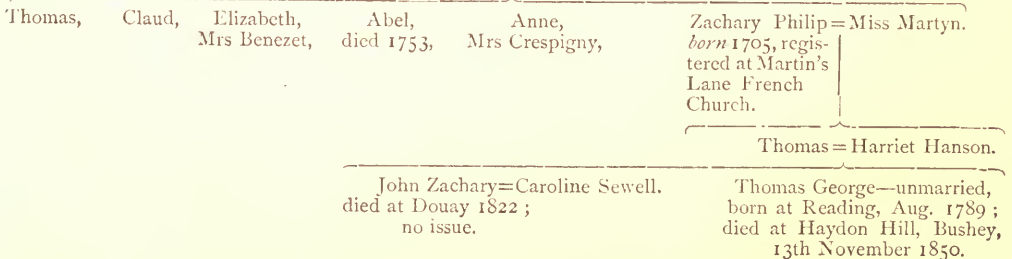 Thomas, Claud, Elizabeth, Abel, Anne, Zachary Philip = Miss Martyn.
Mrs Benezet, died 1753, Mrs Crespigny, born 1705, regis-
tered at Martin's
Lane French
Church.
Thomas = Harriet Hanson.
John Zachary=Caroline Sewell. Thomas George—unmarried,
died at Douay 1822 ; born at Reading, Aug. 1789 ;
no issue. died at Haydon Hill, Bushey,
13th November 1850.